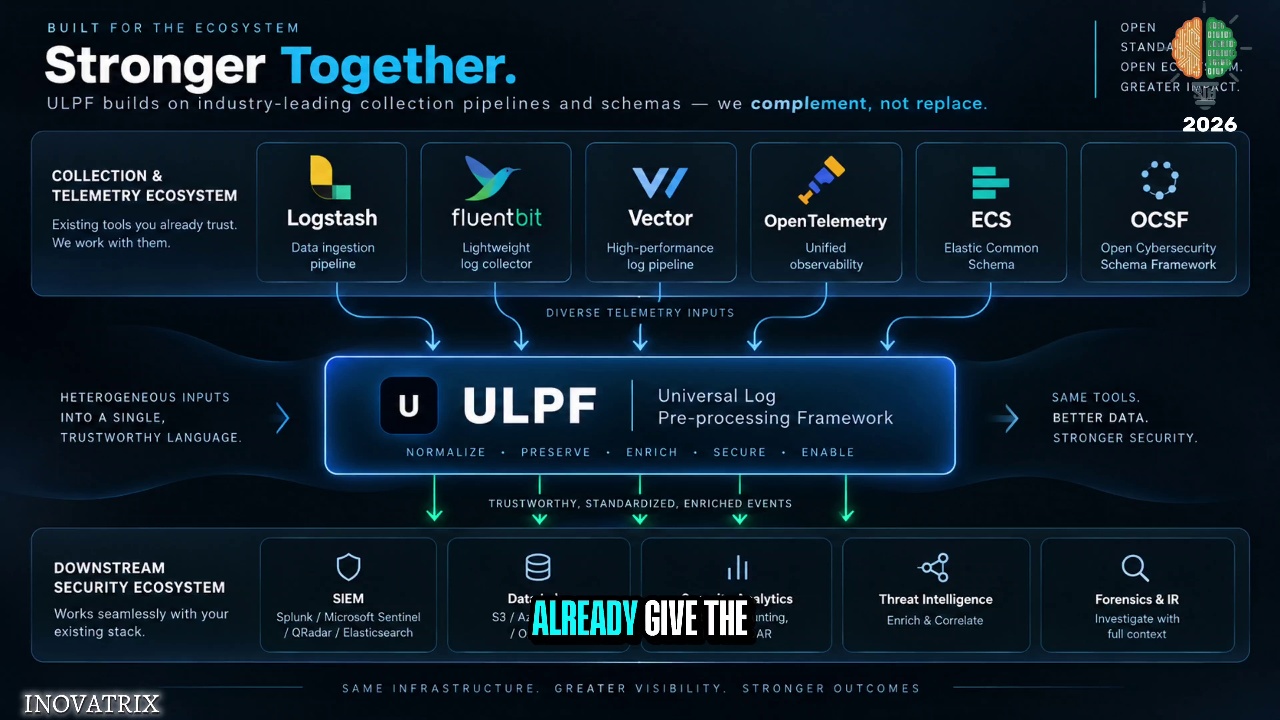 BUILT FOR THE ECOSYSTEM
Stronger Together.
ULPF builds on industry-leading collection pipelines and schemas — we complement, not replace.
OPEN
OPEN
GREATER IMPACT.
2026
COLLECTION &
TELEMETRY ECOSYSTEM
Existing tools you already trust.
We work with them.
Logstash
Data ingestion
pipeline
fluentbit
Lightweight
log collector
Vector
High-performance
log pipeline
OpenTelemetry
Unified
observability
ECS
Elastic Common
Schema
OCSF
Open Cybersecurity
Schema Framework
DIVERSE TELEMETRY INPUTS
HETEROGENEOUS INPUTS
INTO A SINGLE,
TRUSTWORTHY LANGUAGE.
U
ULPF
Universal Log
Pre-processing Framework
NORMALIZE • PRESERVE • ENRICH • SECURE • ENABLE
SAME TOOLS.
BETTER DATA.
STRONGER SECURITY.
TRUSTWORTHY, STANDARDIZED, ENRICHED EVENTS
DOWNSTREAM
SECURITY ECOSYSTEM
Works seamlessly with your
existing stack.
SIEM
Splunk / Microsoft Sentinel
/ QRadar / Elasticsearch
S3 /
Analytics
Threat Intelligence
Enrich & Correlate
Forensics & IR
Investigate with
full context
ALREADY GIVE THE
SAME INFRASTRUCTURE. GREATER VISIBILITY. STRONGER OUTCOMES
INOVATRIX